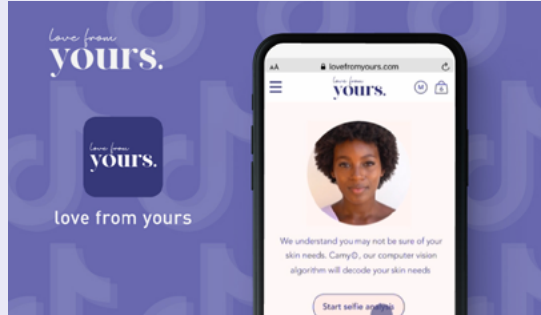 love from
yours.
love from
yours.
love from yours
AA
lovefromyours.com
love from
yours.
M
6
We understand you may not be sure of your
skin needs. Camy©, our computer vision
algorithm will decode your skin needs
Start selfie analysis